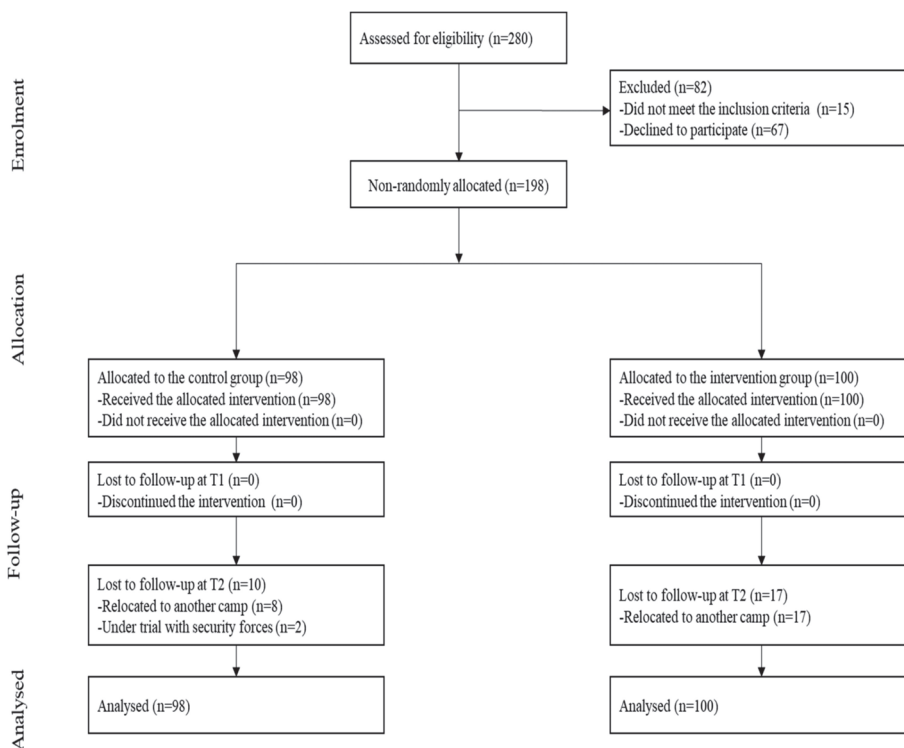 Assessed for eligibility (n=280)
Enrolment
Excluded (n=82)
-Did not meet the inclusion criteria (n=15)
-Declined to participate (n=67)
Non-randomly allocated (n=198)
Allocation
Allocated to the control group (n=98)
-Received the allocated intervention (n=98)
-Did not receive the allocated intervention (n=0)
Allocated to the intervention group (n=100)
-Received the allocated intervention (n=100)
-Did not receive the allocated intervention (n=0)
Follow-up
Lost to follow-up at T1 (n=0)
-Discontinued the intervention (n=0)
Lost to follow-up at T1 (n=0)
-Discontinued the intervention (n=0)
Lost to follow-up at T2 (n=10)
-Relocated to another camp (n=8)
-Under trial with security forces (n=2)
Lost to follow-up at T2 (n=17)
-Relocated to another camp (n=17)
Analysed
Analysed (n=98)
Analysed (n=100)